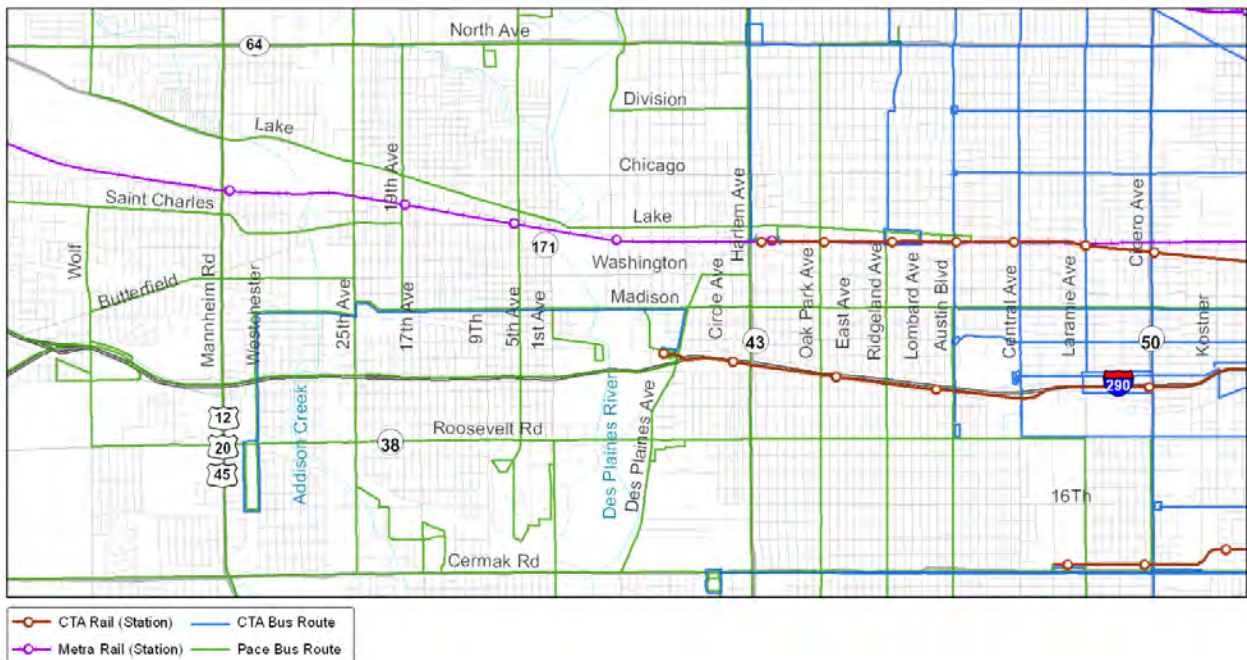 North Ave
64
Division
Lake
Chicago
19th Ave
Saint Charles
Lake
Harlem Ave
Cicero Ave
171
Washington
Wolf
Mannheim Rd
Butterfield
Madison
Westchester
25th Ave
17th Ave
9Th
5th Ave
1st Ave
Circle Ave
43
Oak Park Ave
East Ave
Ridgeland Ave
Lombard Ave
Austin Blvd
Central Ave
Laramie Ave
50
Kostner
290
12
20
45
Addison Creek
38
Roosevelt Rd
Des Plaines River
Des Plaines Ave
16Th
Cermak Rd
CTA Rail (Station)
CTA Bus Route
Metra Rail (Station)
Pace Bus Route